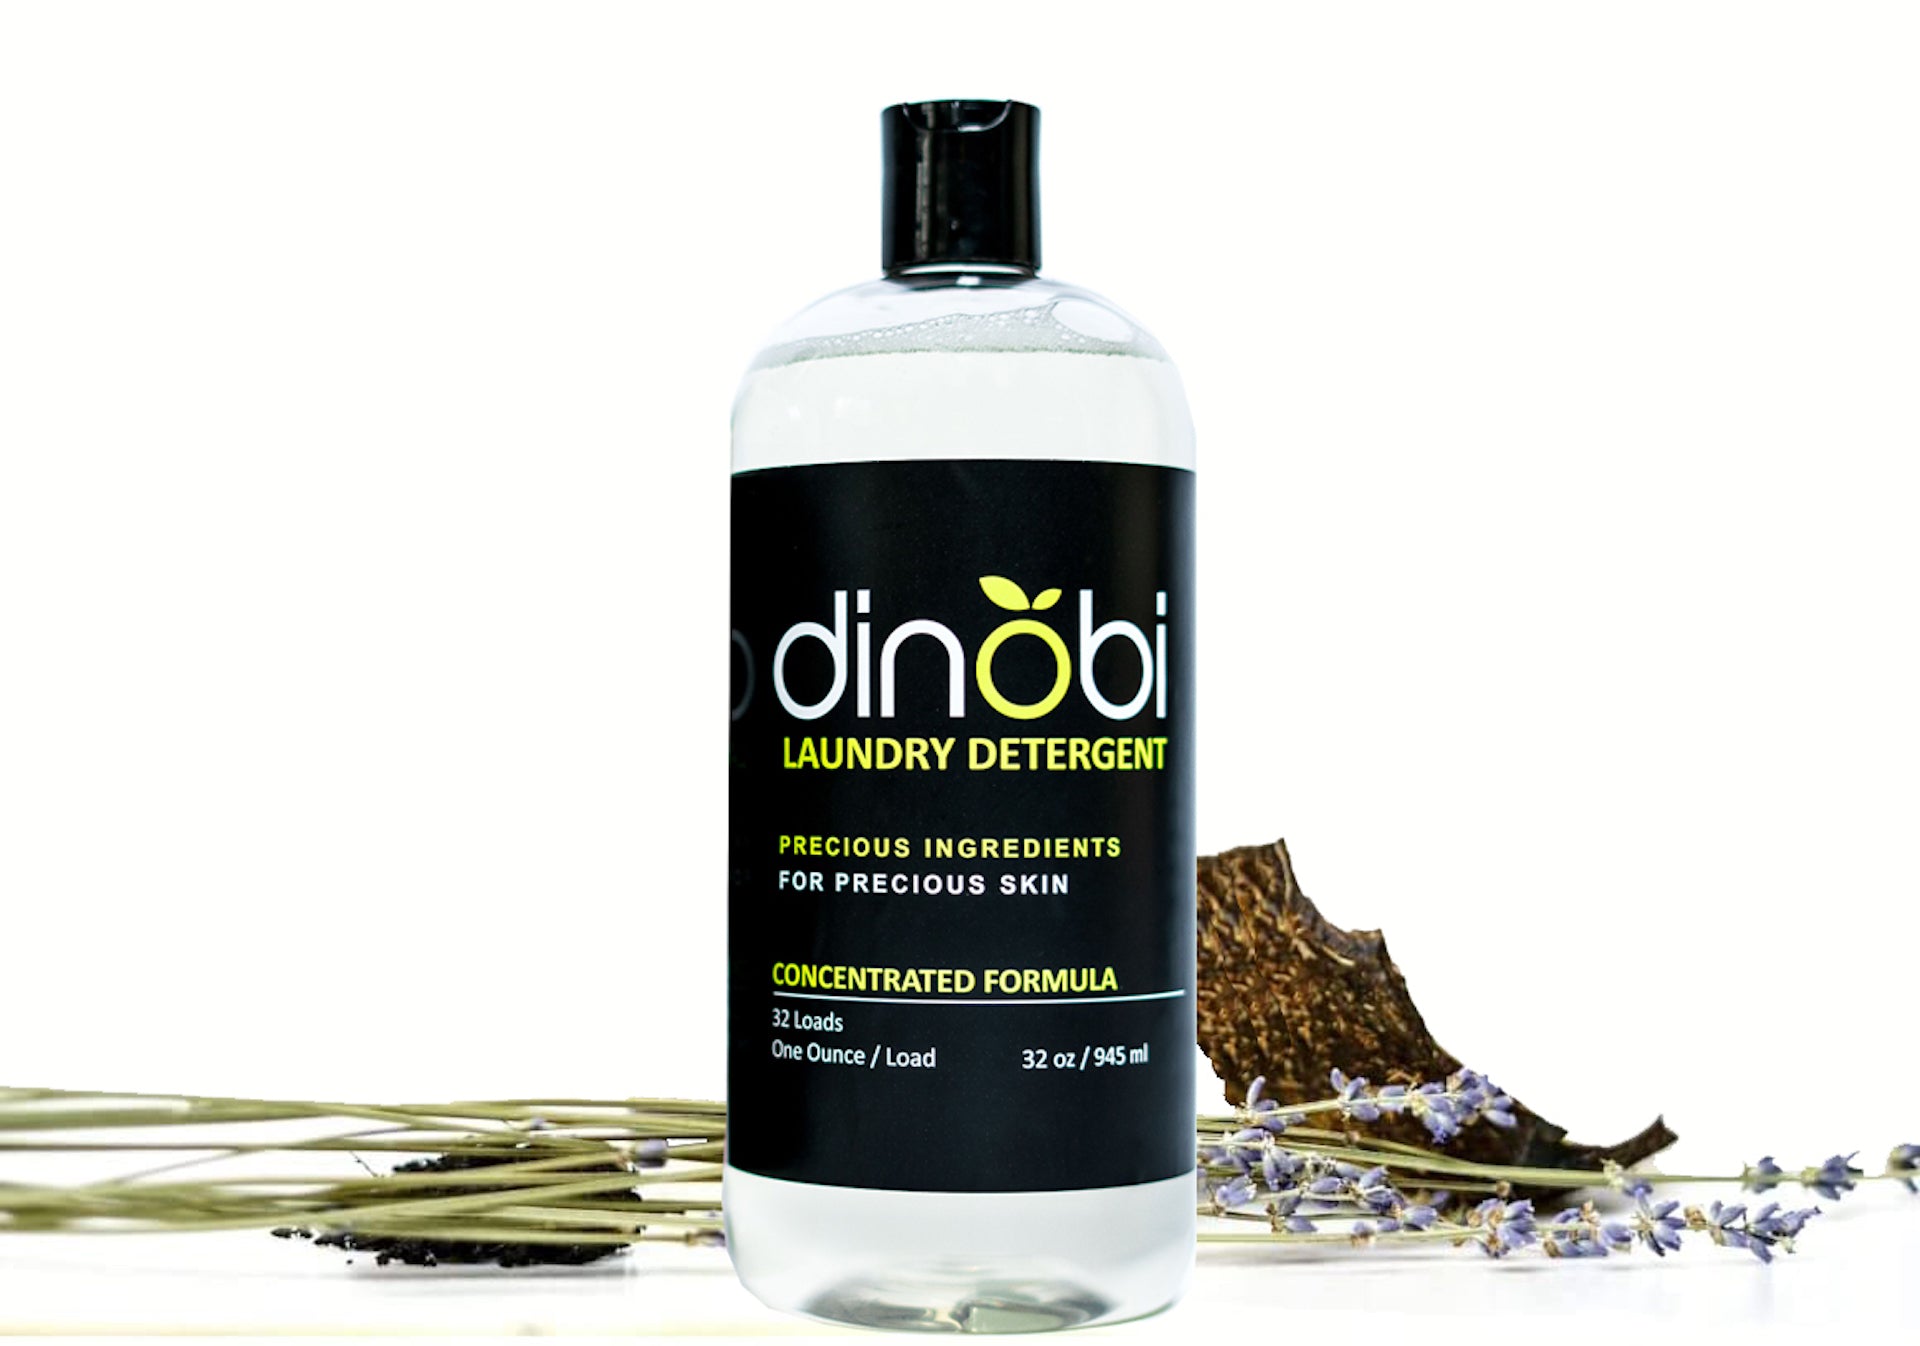 dinobi
LAUNDRY DETERGENT
PRECIOUS INGREDIENTS
FOR PRECIOUS SKIN
CONCENTRATED FORMULA
32 Loads
One Ounce / Load
32 oz / 945 ml